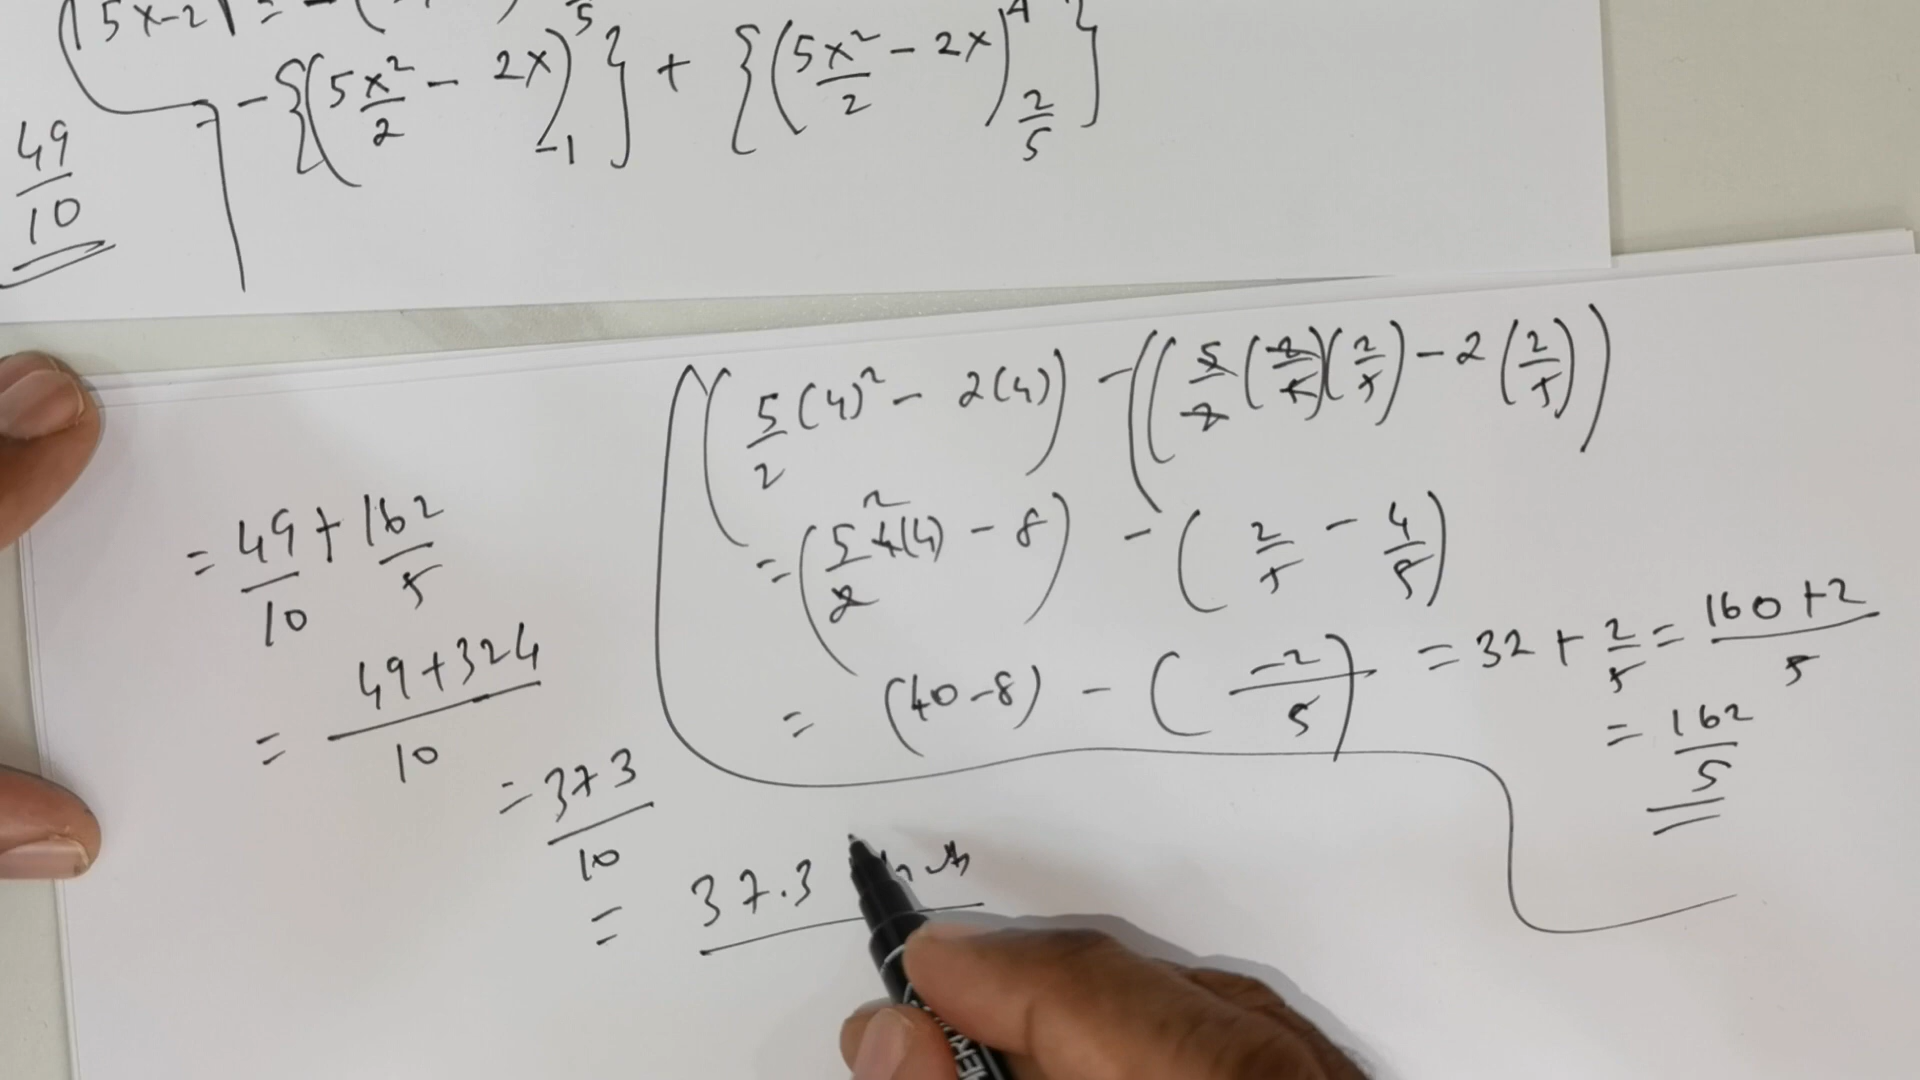 |5x-2| = -
2/5
-{(5x²/2 - 2x)_-1} + {(5x²/2 - 2x)^4_2/5}
49/10
(5/2 (4)² - 2(4)) - ((5/2 (2/5)(2/5) - 2(2/5))
= (5/2 4(4) - 8) - (2/5 - 4/5)
2
= (40-8) - (-2/5) = 32 + 2/5 = 160+2/5
= 162/5
= 49/10 + 162/5
= 49+324/10
= 373/10
= 37.3
HER